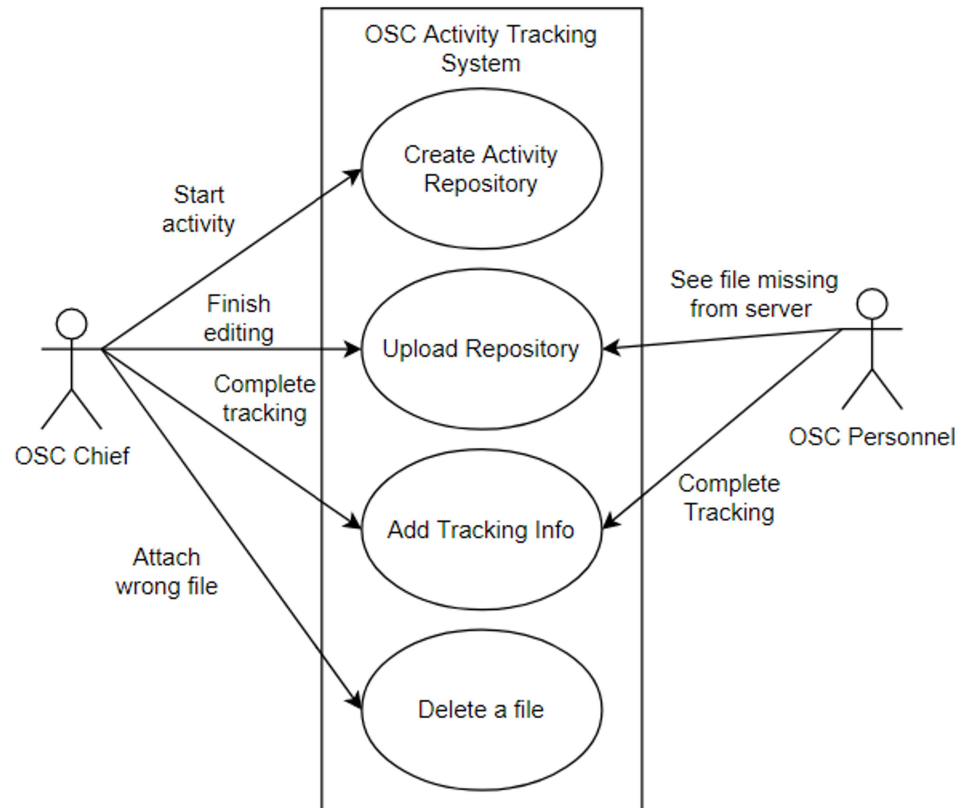 OSC Activity Tracking
System
Create Activity
Repository
Start
activity
Finish
editing
Upload Repository
See file missing
from server
Complete
tracking
OSC Chief
OSC Personnel
Add Tracking Info
Complete
Tracking
Attach
wrong file
Delete a file